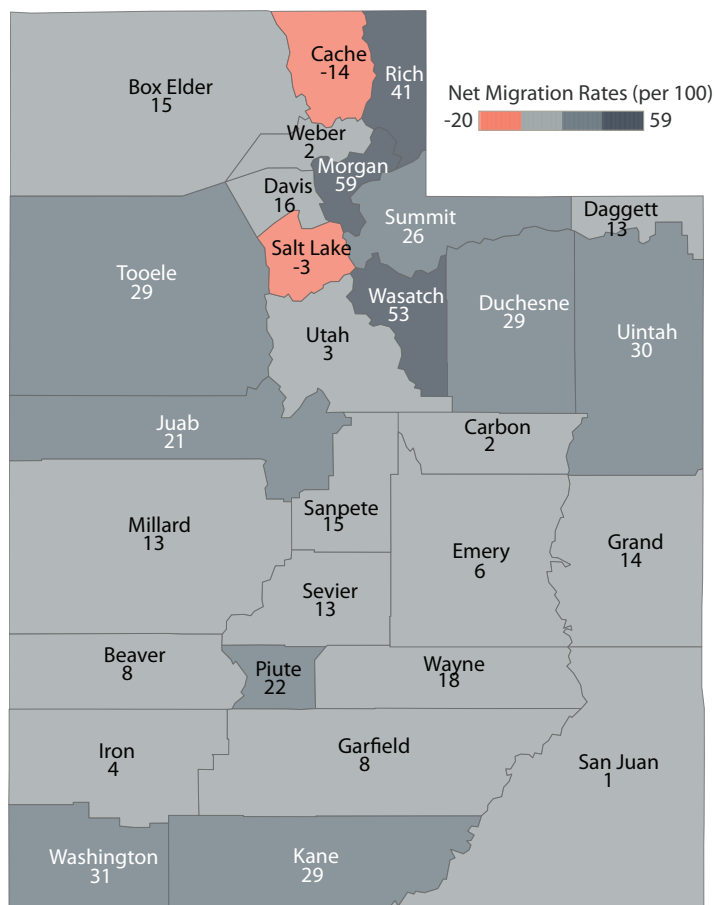 Cache
-14
Rich
41
Net Migration Rates (per 100)
-20
59
Box Elder
15
Weber
2
Morgan
59
Davis
16
Summit
26
Daggett
13
Salt Lake
-3
Tooele
29
Wasatch
53
Duchesne
29
Uintah
30
Utah
3
Juab
21
Carbon
2
Sanpete
15
Millard
13
Emery
6
Grand
14
Sevier
13
Beaver
8
Piute
22
Wayne
18
Iron
4
Garfield
8
San Juan
1
Washington
31
Kane
29